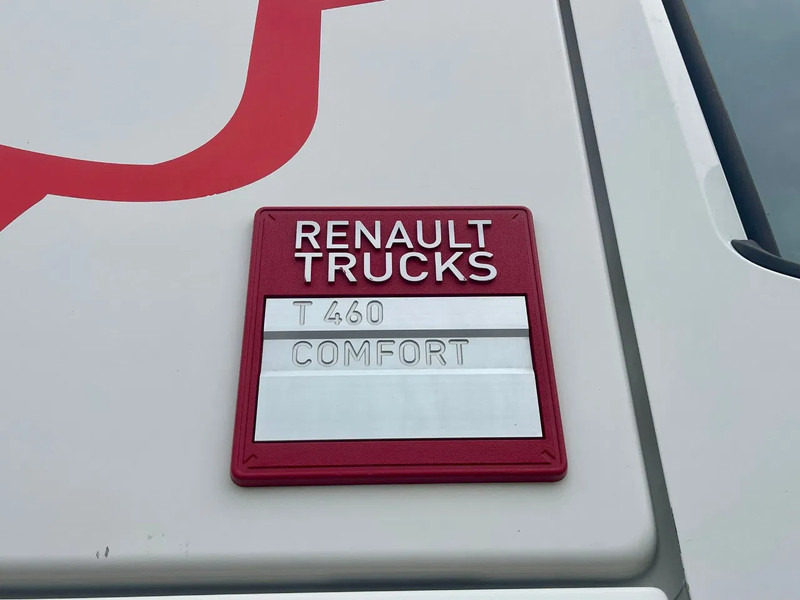 RENAULT
TRUCKS
T 460
COMFORT